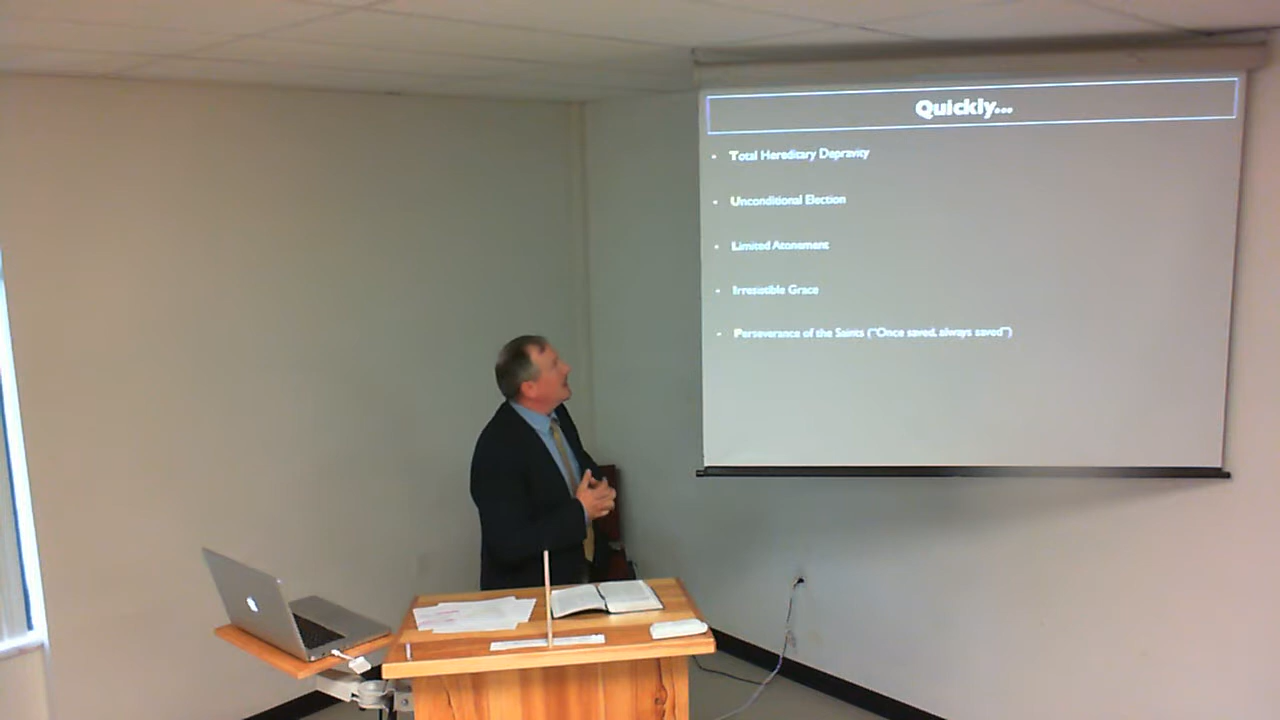 Quickly...
• Total Hereditary Depravity
• Unconditional Election
• Limited Atonement
• Irresistible Grace
• Perseverance of the Saints ("Once saved, always saved")